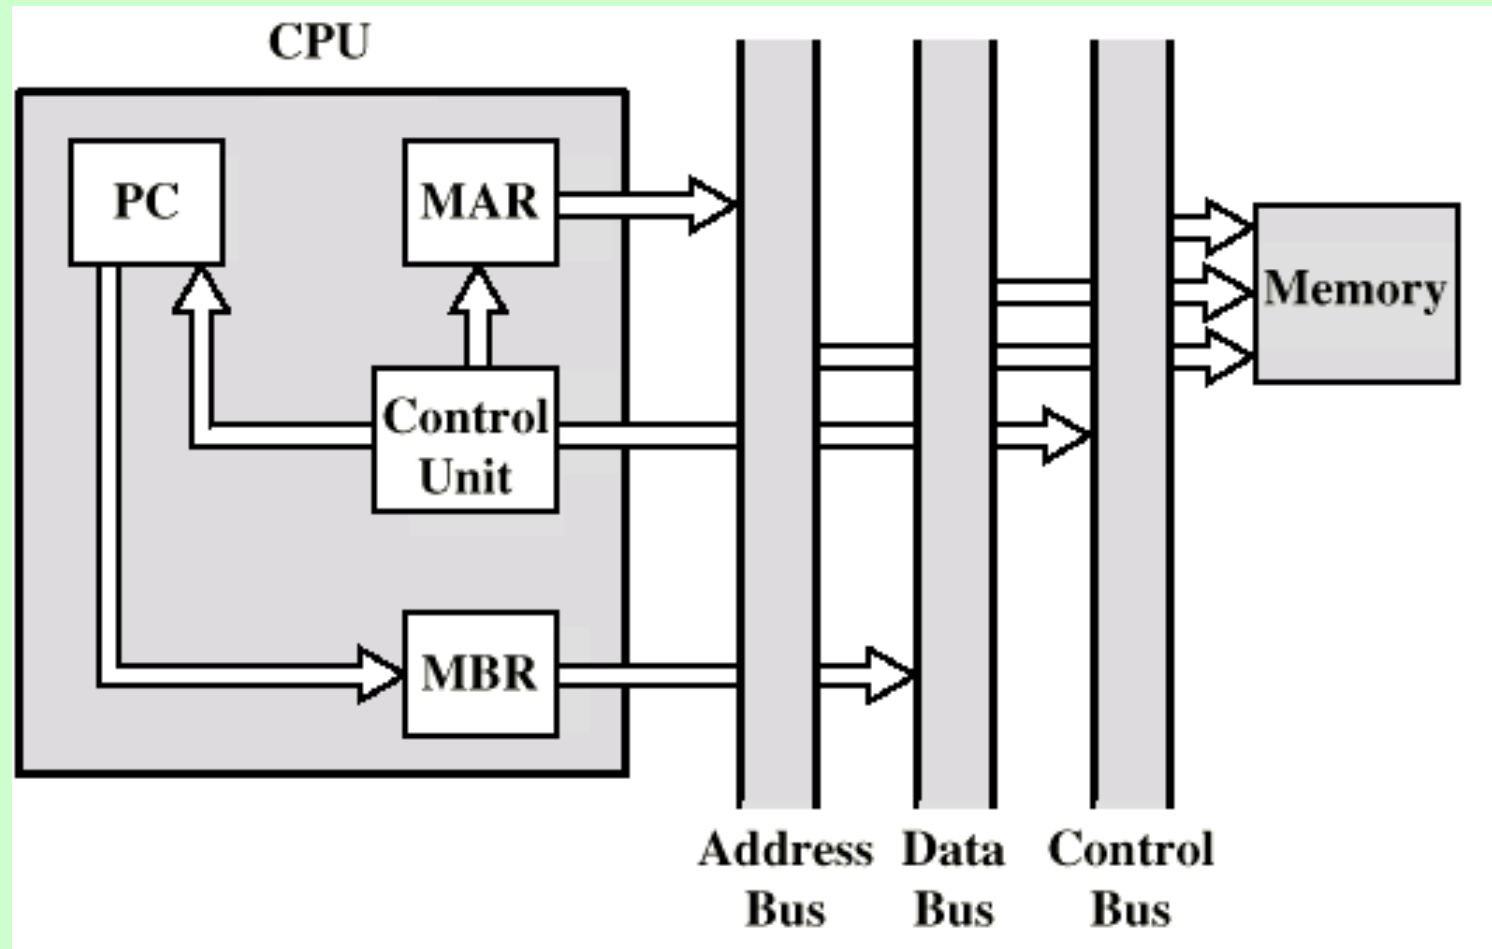 CPU
PC
MAR
Memory
Control
Unit
MBR
Address
Bus
Data
Bus
Control
Bus